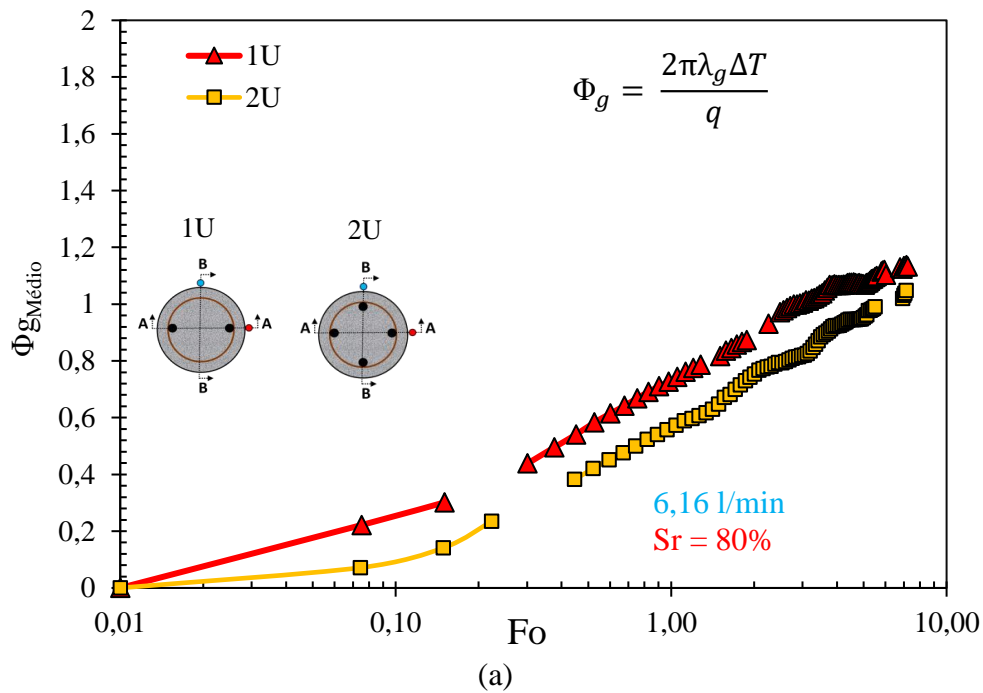 2
1,8
1,6
1,4
1,2
1
0,8
0,6
0,4
0,2
0
Φg Médio
1U
2U
Φg = 2πλgΔT / q
1U
2U
B
B
A
A
A
A
B
B
6,16 l/min
Sr = 80%
0,01
0,10
1,00
10,00
Fo
(a)